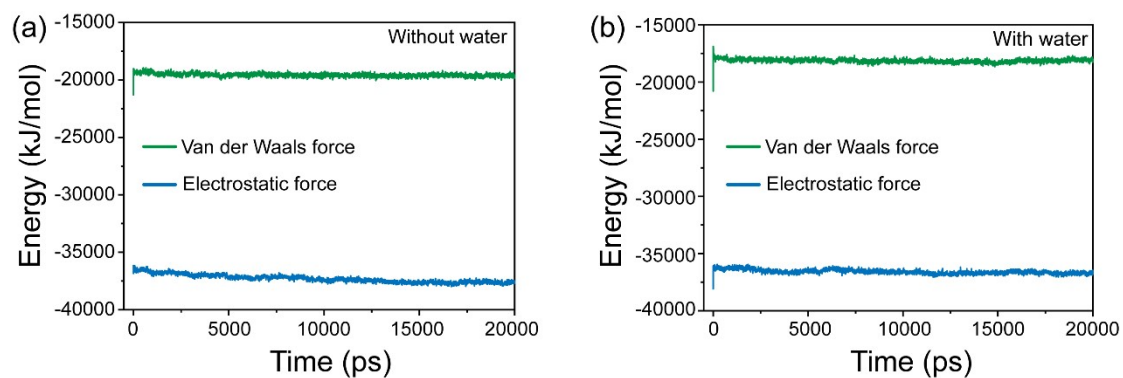 (a)
Without water
Energy (kJ/mol)
-15000
-20000
-25000
-30000
-35000
-40000
Van der Waals force
Electrostatic force
0 5000 10000 15000 20000
Time (ps)
(b)
With water
Energy (kJ/mol)
-15000
-20000
-25000
-30000
-35000
-40000
Van der Waals force
Electrostatic force
0 5000 10000 15000 20000
Time (ps)